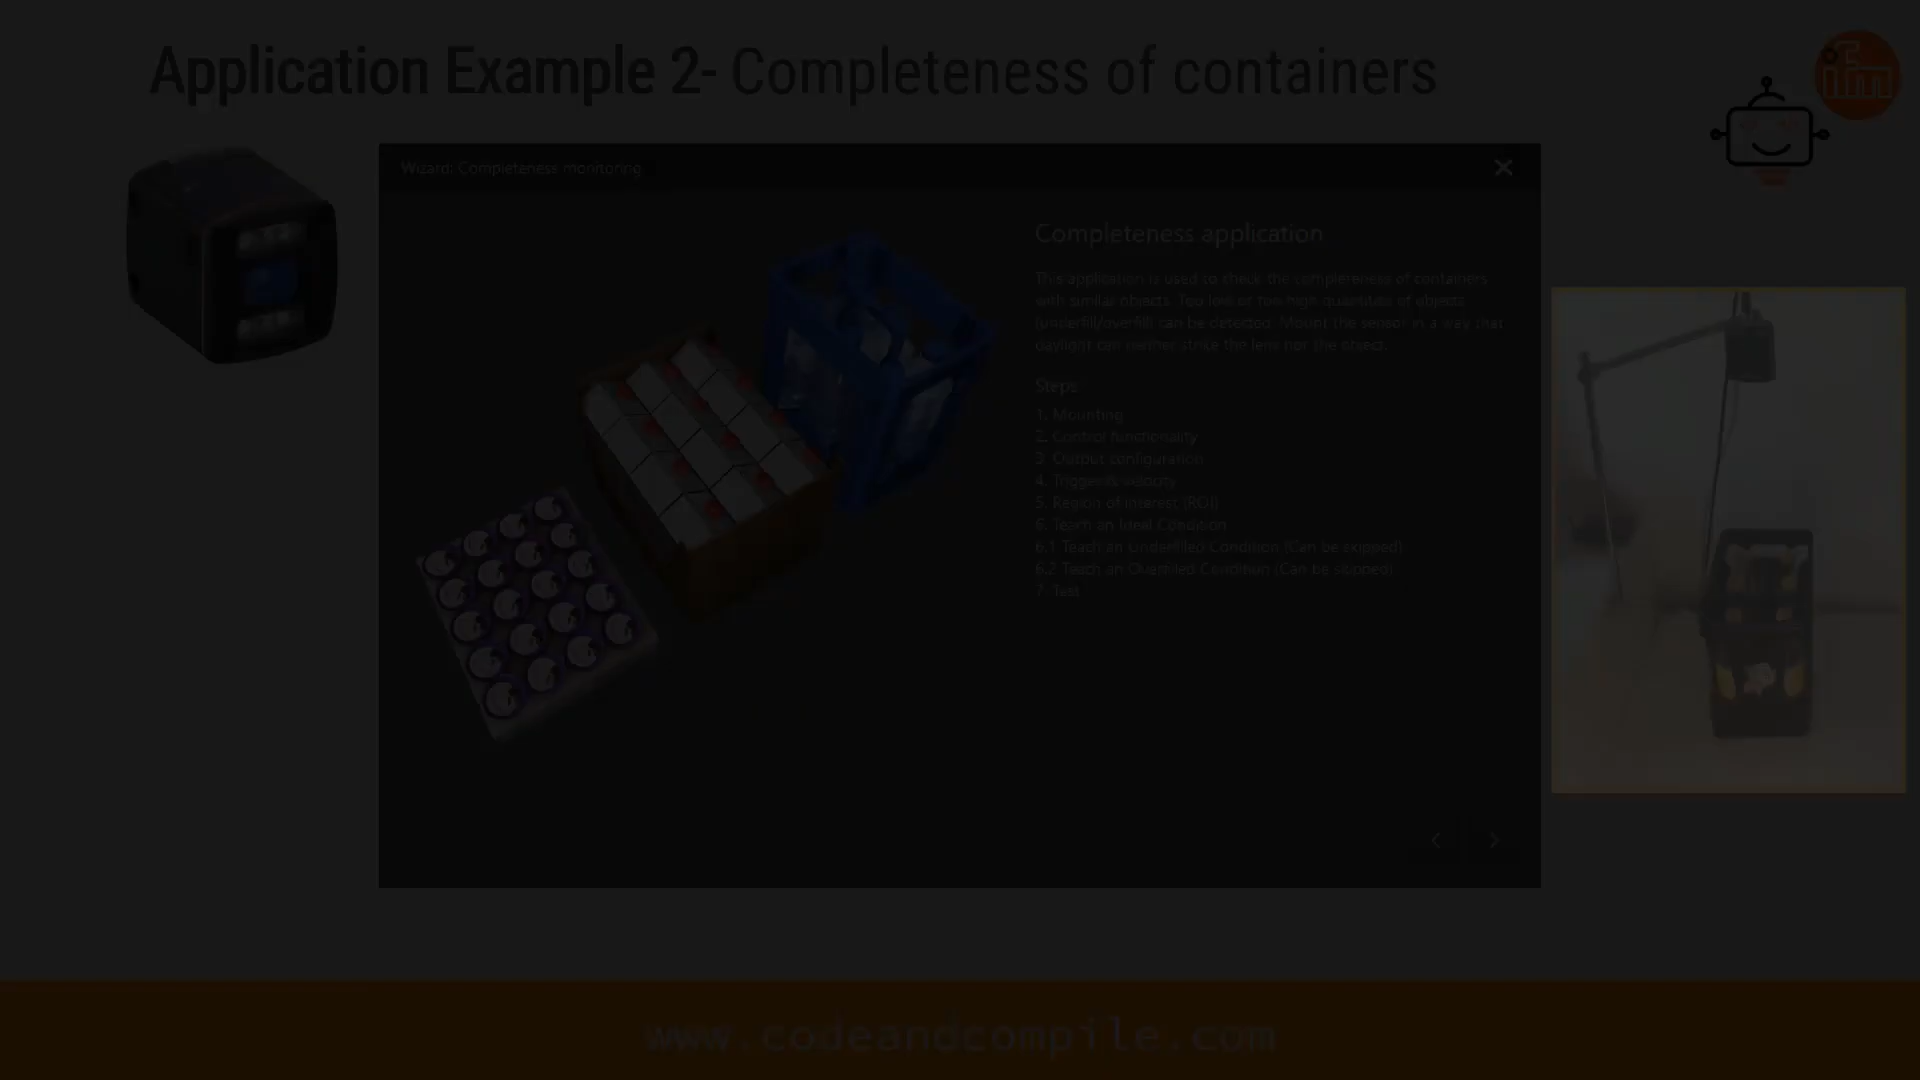 Application Example 2- Completeness of containers
ifm
Wizard: Completeness monitoring
Completeness application
This application is used to check the completeness of containers
with similar objects. Too low or too high quantities of objects
(underfill/overfill) can be detected. Mount the sensor in a way that
daylight can neither strike the lens nor the object.
Steps:
1. Mounting
2. Control functionality
3. Output configuration
4. Trigger & velocity
5. Region of Interest (ROI)
6. Teach an Ideal Condition
6.1 Teach an Underfilled Condition (Can be skipped)
6.2 Teach an Overfilled Condition (Can be skipped)
7. Test
www.codeandcompile.com